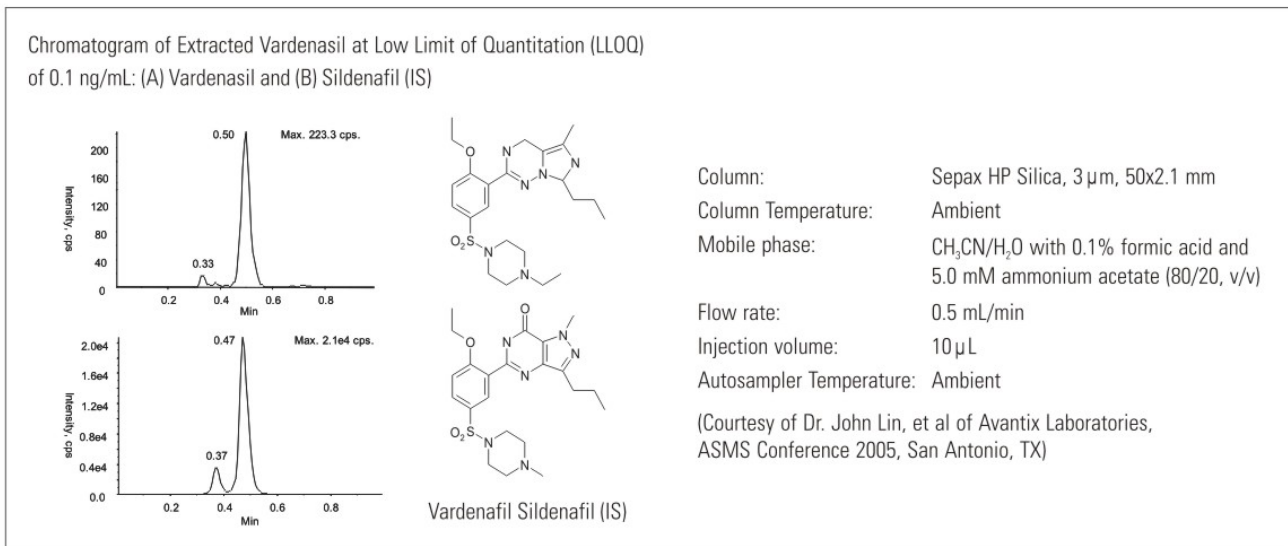 Chromatogram of Extracted Vardenasil at Low Limit of Quantitation (LLOQ)
of 0.1 ng/mL: (A) Vardenasil and (B) Sildenafil (IS)
0.50
Max. 223.3 cps.
200
160
120
80
40
0
Intensity, cps
0.33
0.2
0.4
0.6
0.8
Min
O
N
N
N
N
N
O₂S
N
N
0.47
Max. 2.1e4 cps.
2.0e4
1.6e4
1.2e4
0.8e4
0.4e4
0.0
Intensity, cps
0.37
0.2
0.4
0.6
0.8
Min
O
O
N
N
N
N
O₂S
N
N
Vardenafil Sildenafil (IS)
Column: Sepax HP Silica, 3 µm, 50x2.1 mm
Column Temperature: Ambient
Mobile phase: CH₃CN/H₂O with 0.1% formic acid and
5.0 mM ammonium acetate (80/20, v/v)
Flow rate: 0.5 mL/min
Injection volume: 10 µL
Autosampler Temperature: Ambient
(Courtesy of Dr. John Lin, et al of Avantix Laboratories,
ASMS Conference 2005, San Antonio, TX)